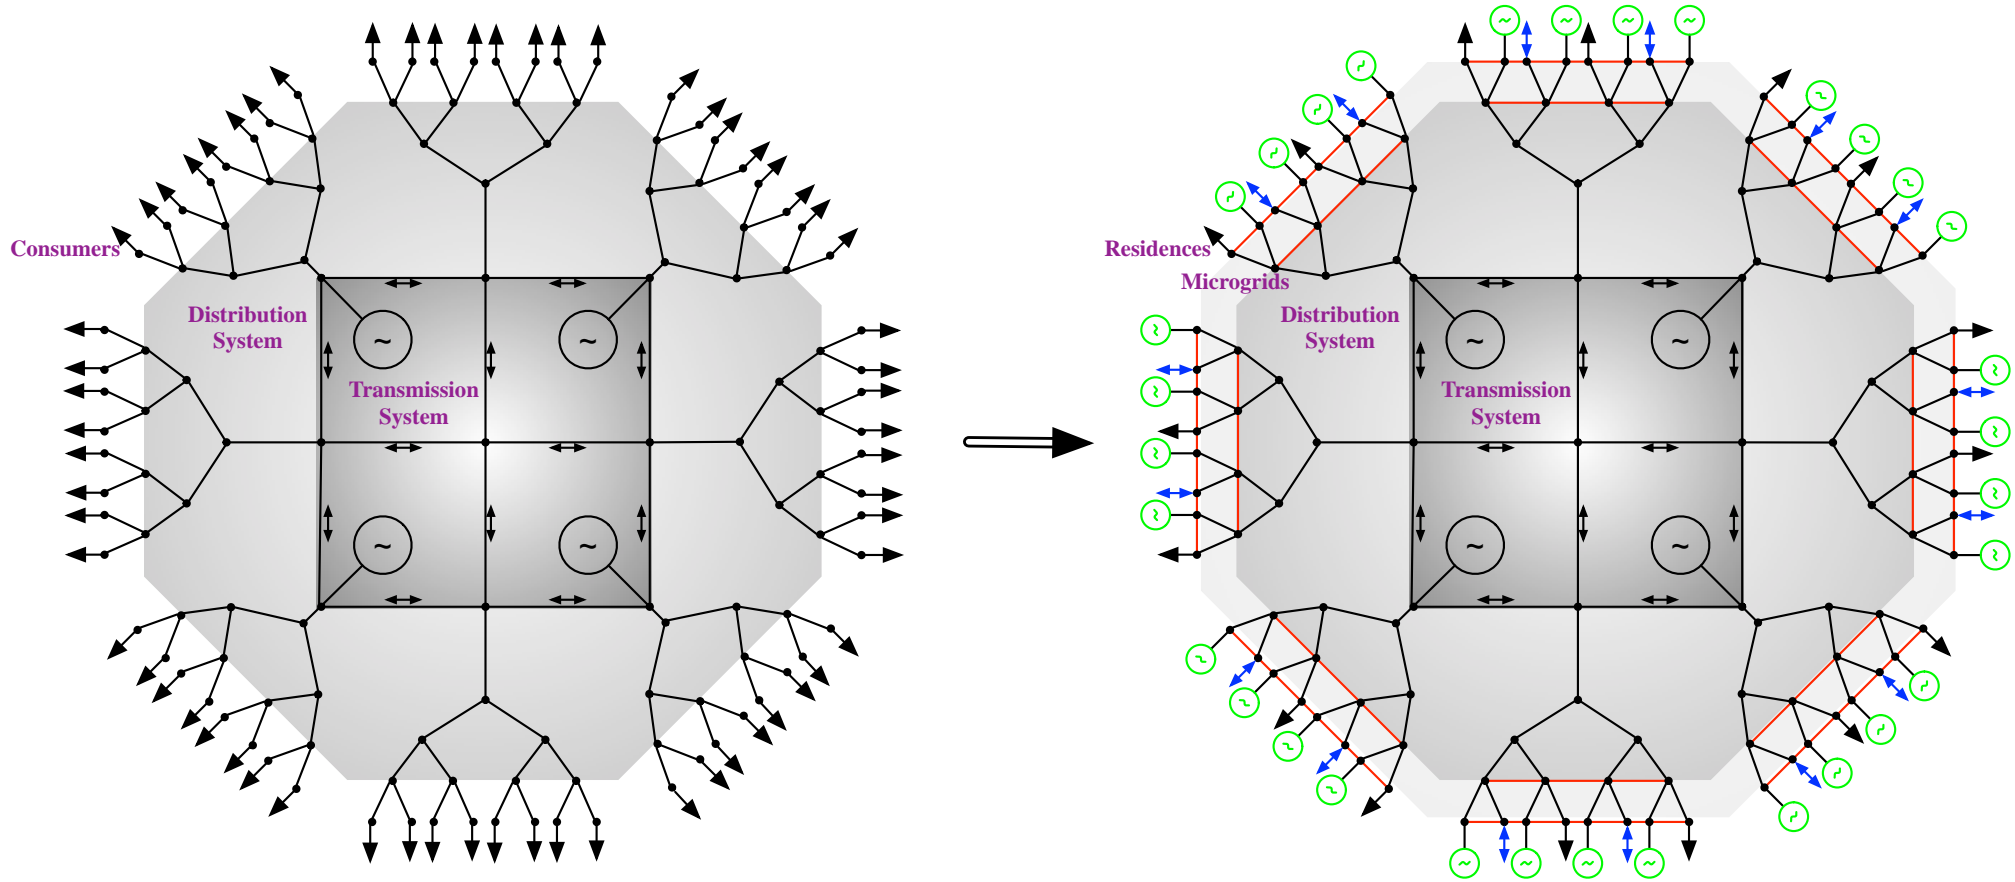 Consumers
Distribution
System
Transmission
System
~
~
~
~
Residences
Microgrids
Distribution
System
Transmission
System
~
~
~
~